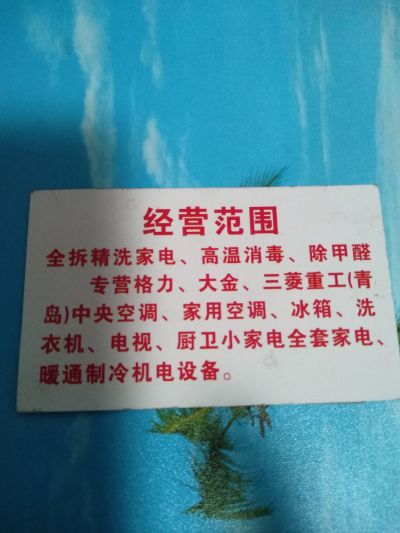 经营范围
全拆精洗家电、高温消毒、除甲醛
专营格力、大金、三菱重工(青
岛)中央空调、家用空调、冰箱、洗
衣机、电视、厨卫小家电全套家电、
暖通制冷机电设备。